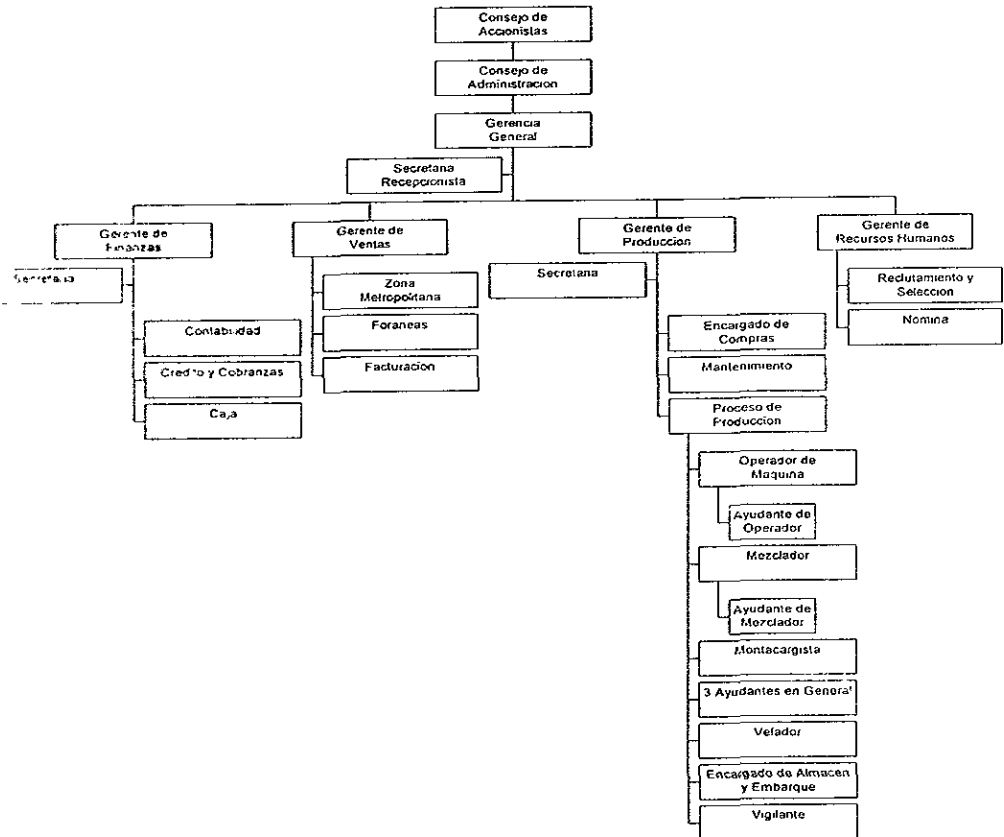 Consejo de
Accionistas
Consejo de
Administracion
Gerencia
General
Secretaria
Recepcionista
Gerente de
Finanzas
Gerente de
Ventas
Gerente de
Produccion
Gerente de
Recursos Humanos
Secretaria
Zona
Metropolitana
Foraneas
Facturacion
Contabilidad
Credito y Cobranzas
Caja
Secretaria
Encargado de
Compras
Mantenimiento
Proceso de
Produccion
Reclutamiento y
Seleccion
Nomina
Operador de
Maquina
Ayudante de
Operador
Mezclador
Ayudante de
Mezclador
Montacargista
3 Ayudantes en General
Velador
Encargado de Almacen
y Embarque
Vigilante